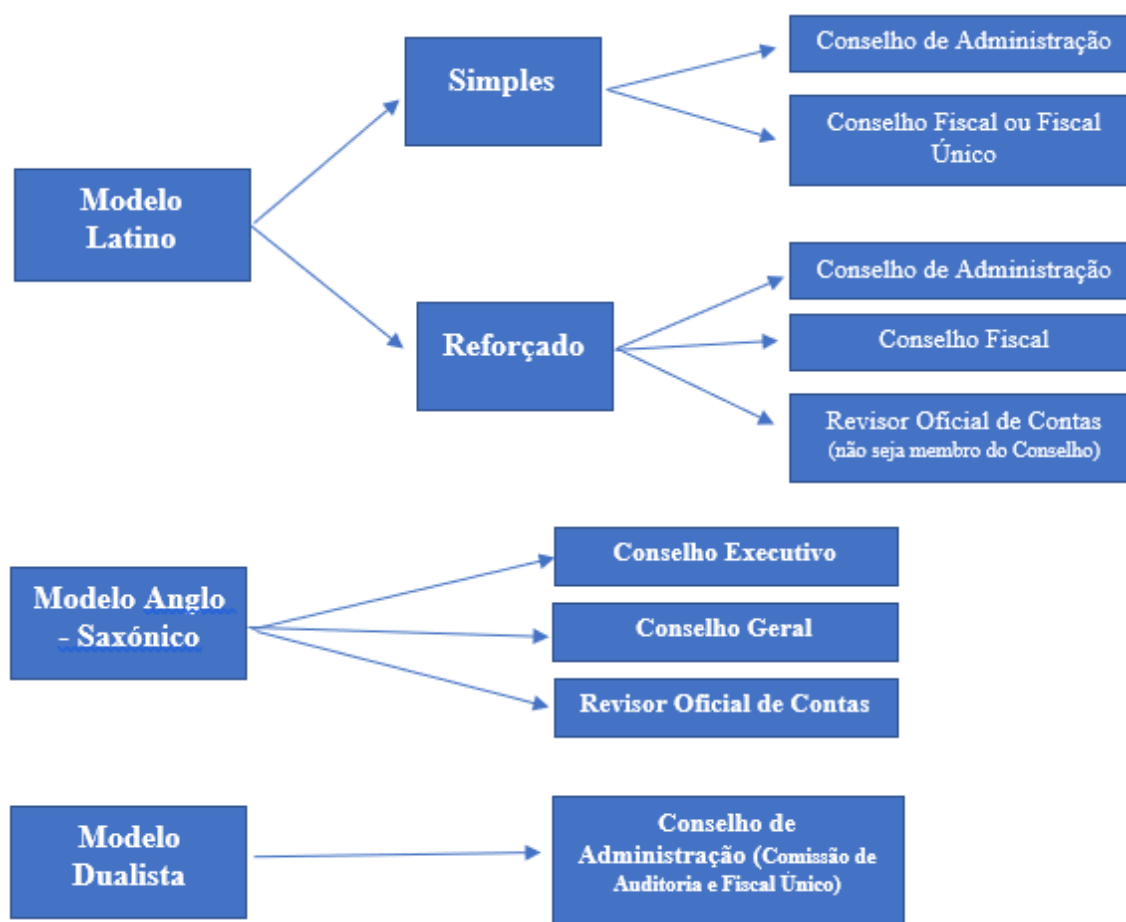 Modelo
Latino
Simples
Conselho de Administração
Conselho Fiscal ou Fiscal
Único
Reforçado
Conselho de Administração
Conselho Fiscal
Revisor Oficial de Contas
(não seja membro do Conselho)
Modelo Anglo
- Saxónico
Conselho Executivo
Conselho Geral
Revisor Oficial de Contas
Modelo
Dualista
Conselho de
Administração (Comissão de
Auditoria e Fiscal Único)